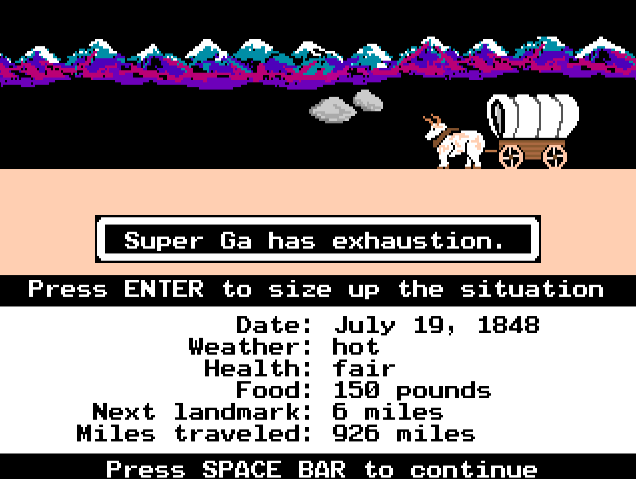 Super Ga has exhaustion.
Press ENTER to size up the situation
Date: July 19, 1848
Weather: hot
Health: fair
Food: 150 pounds
Next landmark: 6 miles
Miles traveled: 926 miles
Press SPACE BAR to continue